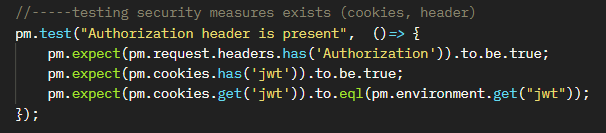 //-----testing security measures exists (cookies, header)
pm.test("Authorization header is present",  ()=> {
    pm.expect(pm.request.headers.has('Authorization')).to.be.true;
    pm.expect(pm.cookies.has('jwt')).to.be.true;
    pm.expect(pm.cookies.get('jwt')).to.eql(pm.environment.get("jwt"));
});